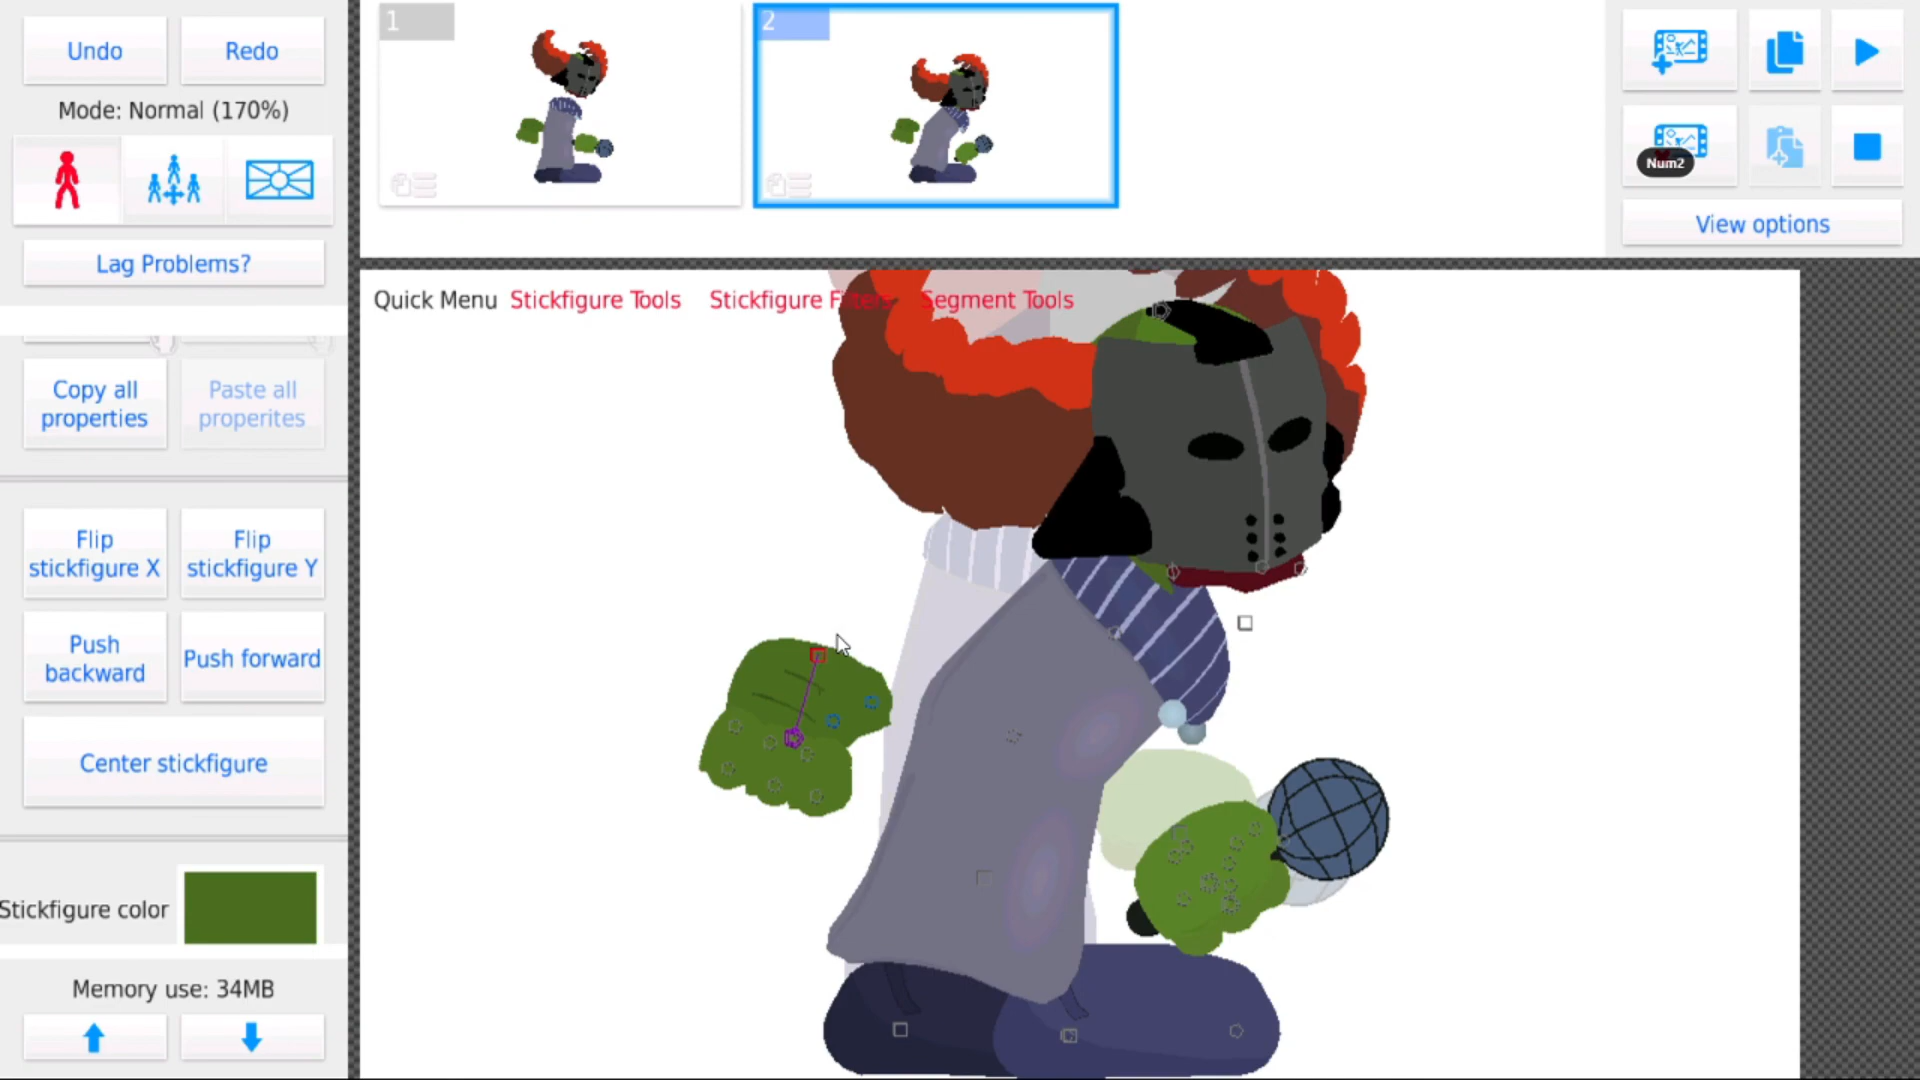 Undo
Redo
Mode: Normal (170%)
Lag Problems?
Copy all
properties
Paste all
properites
Flip
stickfigure X
Flip
stickfigure Y
Push
backward
Push forward
Center stickfigure
Stickfigure color
Memory use: 34MB
1
2
Num2
View options
Quick Menu
Stickfigure Tools
Stickfigure Filters
Segment Tools